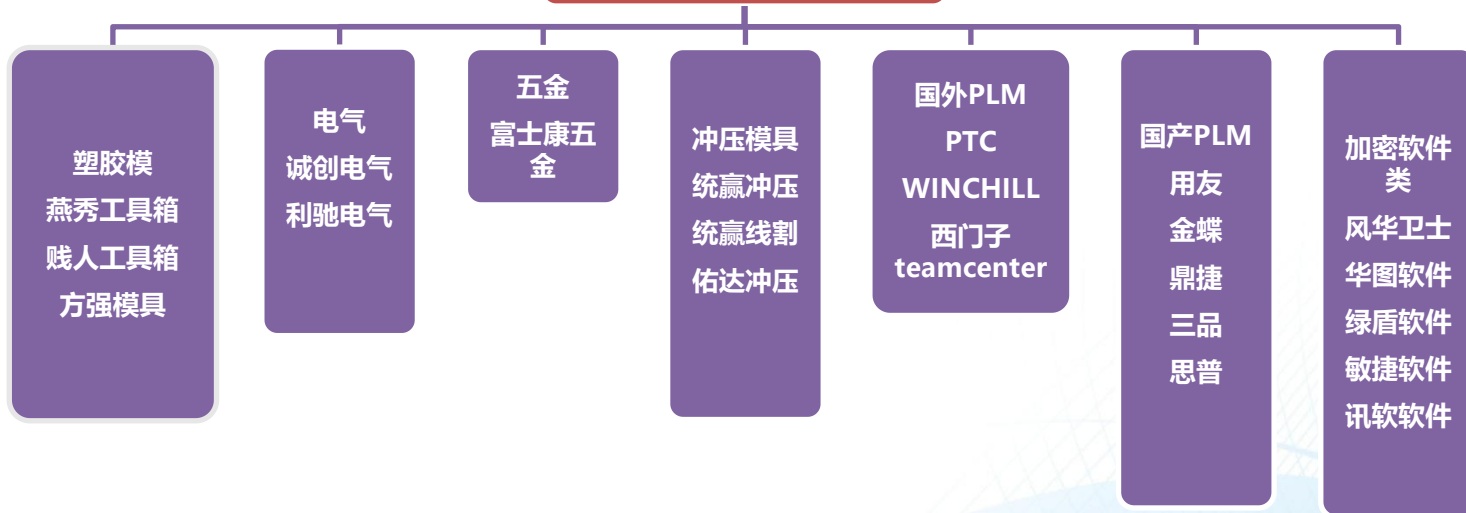 塑胶模
燕秀工具箱
贱人工具箱
方强模具
电气
诚创电气
利驰电气
五金
富士康五
金
冲压模具
统赢冲压
统赢线割
佑达冲压
国外PLM
PTC
WINCHILL
西门子
teamcenter
国产PLM
用友
金蝶
鼎捷
三品
思普
加密软件
类
风华卫士
华图软件
绿盾软件
敏捷软件
讯软软件